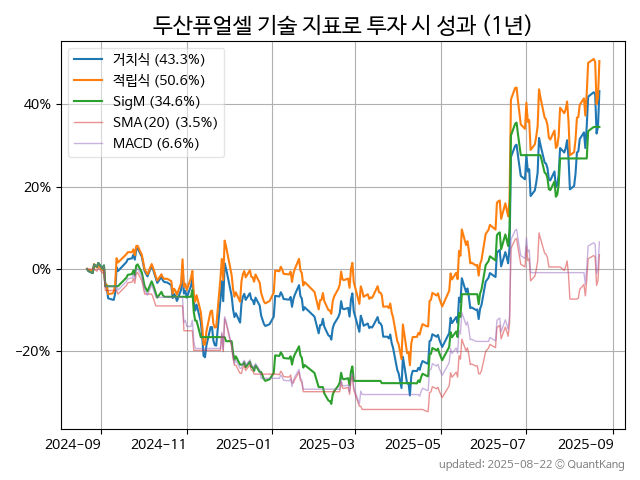 두산퓨얼셀 기술 지표로 투자 시 성과 (1년)
거치식 (43.3%)
적립식 (50.6%)
SigM (34.6%)
SMA(20) (3.5%)
MACD (6.6%)
40%
20%
0%
−20%
2024-09
2024-11
2025-01
2025-03
2025-05
2025-07
2025-09
updated: 2025-08-22 © QuantKang